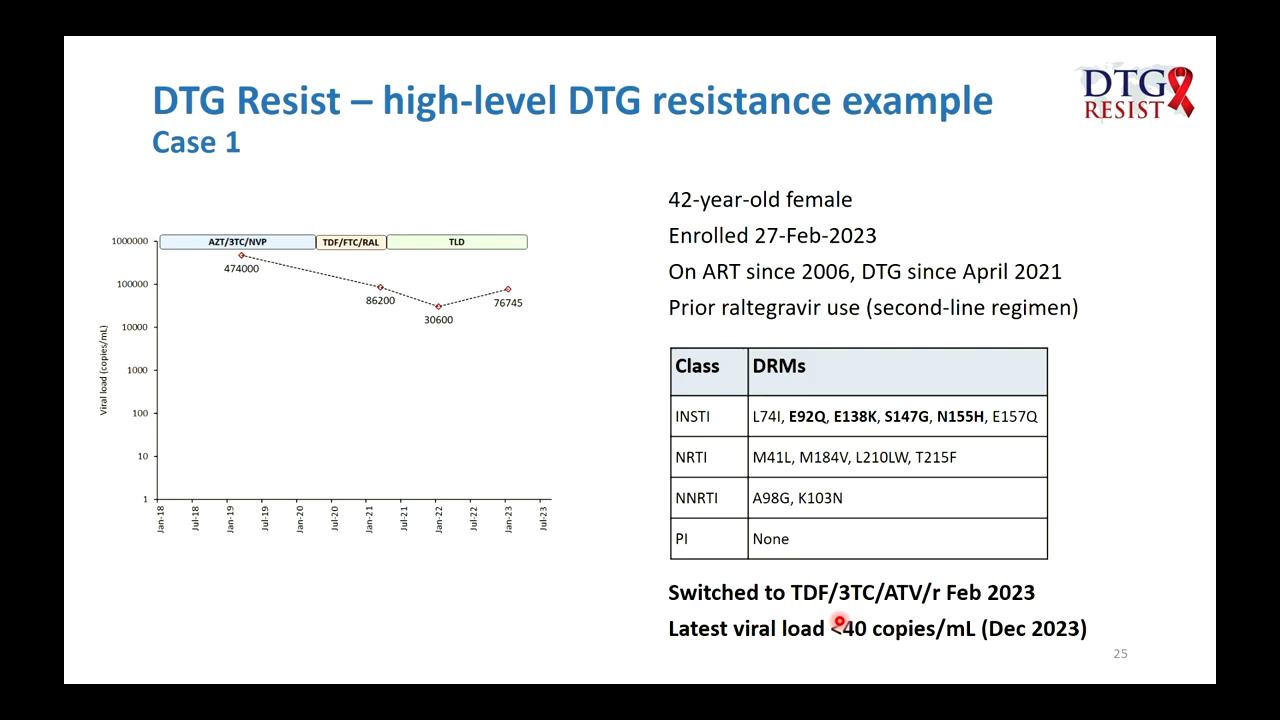 DTG Resist – high-level DTG resistance example
Case 1
DTG
RESIST
AZT/3TC/NVP
TDF/FTC/RAL
TLD
1000000
100000
10000
1000
100
10
1
Viral load (copies/mL)
474000
86200
30600
76745
Jan-18
Jul-18
Jan-19
Jul-19
Jan-20
Jul-20
Jan-21
Jul-21
Jan-22
Jul-22
Jan-23
Jul-23
42-year-old female
Enrolled 27-Feb-2023
On ART since 2006, DTG since April 2021
Prior raltegravir use (second-line regimen)
Class DRMs
INSTI L74I, E92Q, E138K, S147G, N155H, E157Q
NRTI M41L, M184V, L210LW, T215F
NNRTI A98G, K103N
PI None
Switched to TDF/3TC/ATV/r Feb 2023
Latest viral load <40 copies/mL (Dec 2023)
25